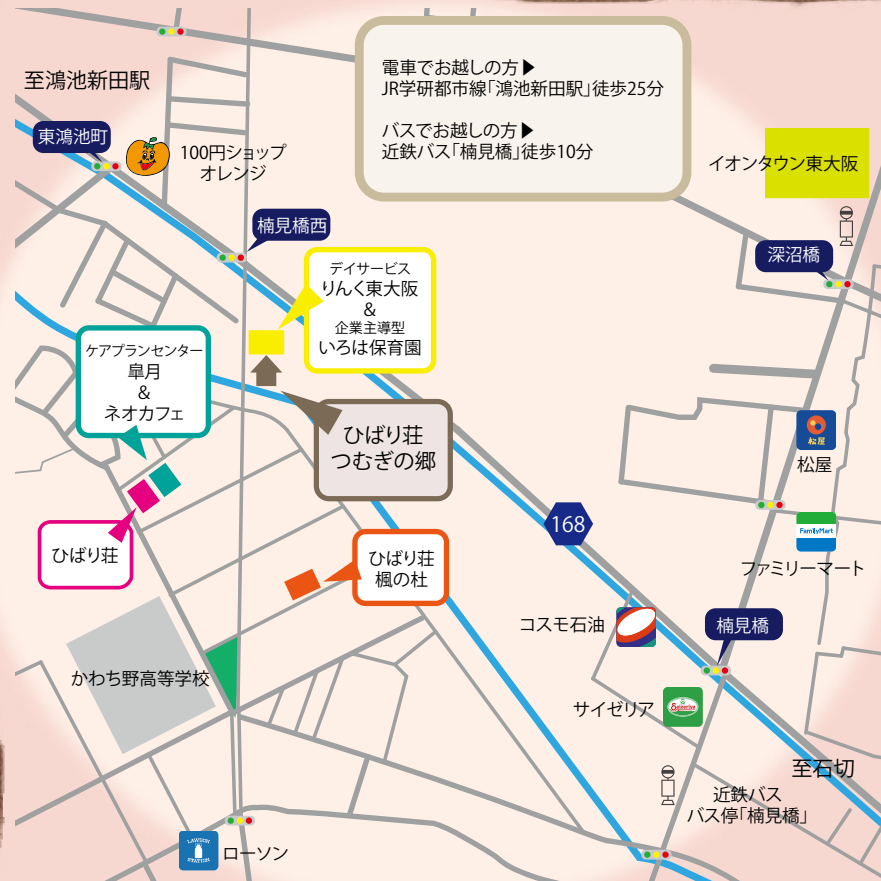 電車でお越しの方▶
JR学研都市線「鴻池新田駅」徒歩25分
バスでお越しの方▶
近鉄バス「楠見橋」徒歩10分
至鴻池新田駅
東鴻池町
100円ショップ
オレンジ
イオンタウン東大阪
楠見橋西
深沼橋
デイサービス
りんく東大阪
&
企業主導型
いろは保育園
ケアプランセンター
皐月
&
ネオカフェ
ひばり荘
つむぎの郷
松屋
松屋
168
FamilyMart
ファミリーマート
ひばり荘
ひばり荘
楓の杜
コスモ石油
楠見橋
かわち野高等学校
サイゼリヤ
Saizeriya
至石切
近鉄バス
バス停「楠見橋」
LAWSON
STATION
ローソン